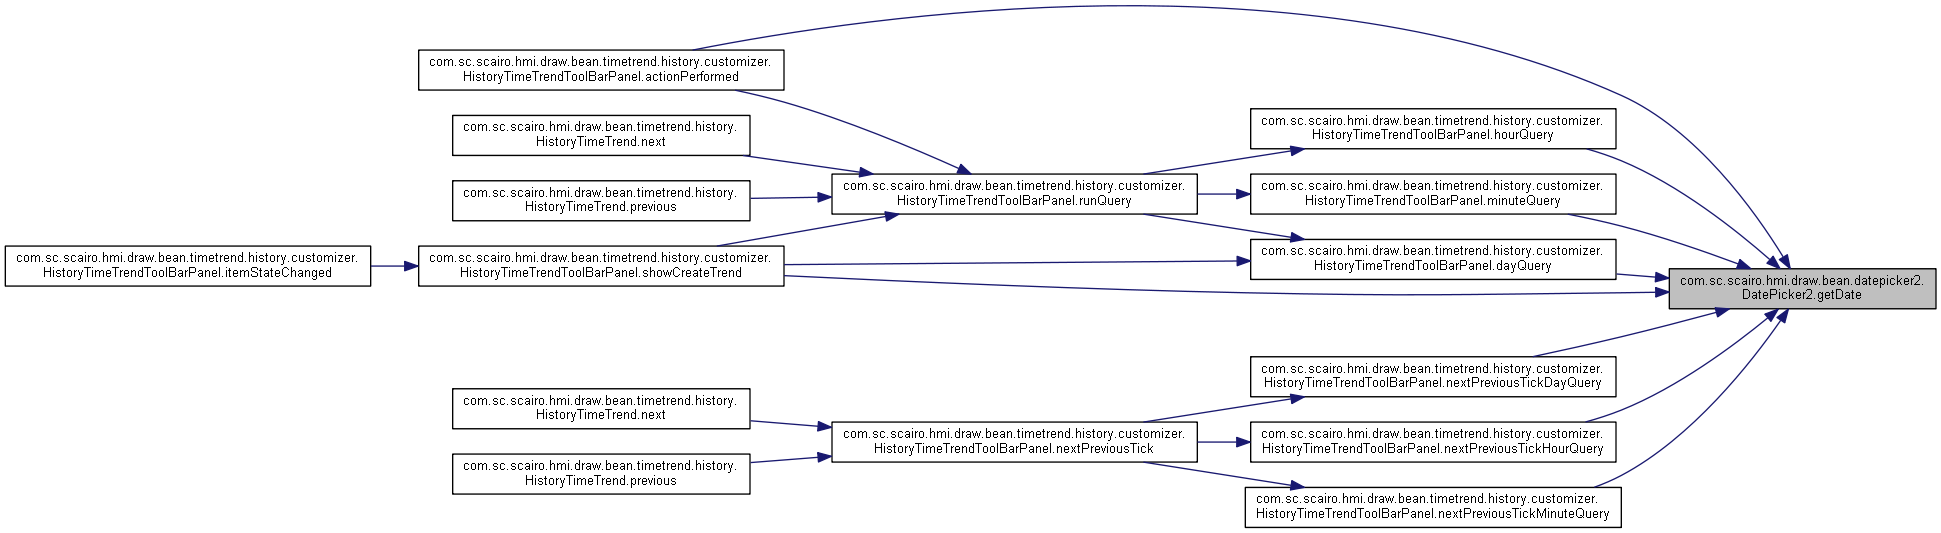 com.sc.scairo.hmi.draw.bean.timetrend.history.customizer.
HistoryTimeTrendToolBarPanel.actionPerformed
com.sc.scairo.hmi.draw.bean.timetrend.history.
HistoryTimeTrend.next
com.sc.scairo.hmi.draw.bean.timetrend.history.
HistoryTimeTrend.previous
com.sc.scairo.hmi.draw.bean.timetrend.history.customizer.
HistoryTimeTrendToolBarPanel.itemStateChanged
com.sc.scairo.hmi.draw.bean.timetrend.history.customizer.
HistoryTimeTrendToolBarPanel.showCreateTrend
com.sc.scairo.hmi.draw.bean.timetrend.history.customizer.
HistoryTimeTrendToolBarPanel.runQuery
com.sc.scairo.hmi.draw.bean.timetrend.history.customizer.
HistoryTimeTrendToolBarPanel.hourQuery
com.sc.scairo.hmi.draw.bean.timetrend.history.customizer.
HistoryTimeTrendToolBarPanel.minuteQuery
com.sc.scairo.hmi.draw.bean.timetrend.history.customizer.
HistoryTimeTrendToolBarPanel.dayQuery
com.sc.scairo.hmi.draw.bean.datepicker2.
DatePicker2.getDate
com.sc.scairo.hmi.draw.bean.timetrend.history.
HistoryTimeTrend.next
com.sc.scairo.hmi.draw.bean.timetrend.history.
HistoryTimeTrend.previous
com.sc.scairo.hmi.draw.bean.timetrend.history.customizer.
HistoryTimeTrendToolBarPanel.nextPreviousTick
com.sc.scairo.hmi.draw.bean.timetrend.history.customizer.
HistoryTimeTrendToolBarPanel.nextPreviousTickDayQuery
com.sc.scairo.hmi.draw.bean.timetrend.history.customizer.
HistoryTimeTrendToolBarPanel.nextPreviousTickHourQuery
com.sc.scairo.hmi.draw.bean.timetrend.history.customizer.
HistoryTimeTrendToolBarPanel.nextPreviousTickMinuteQuery